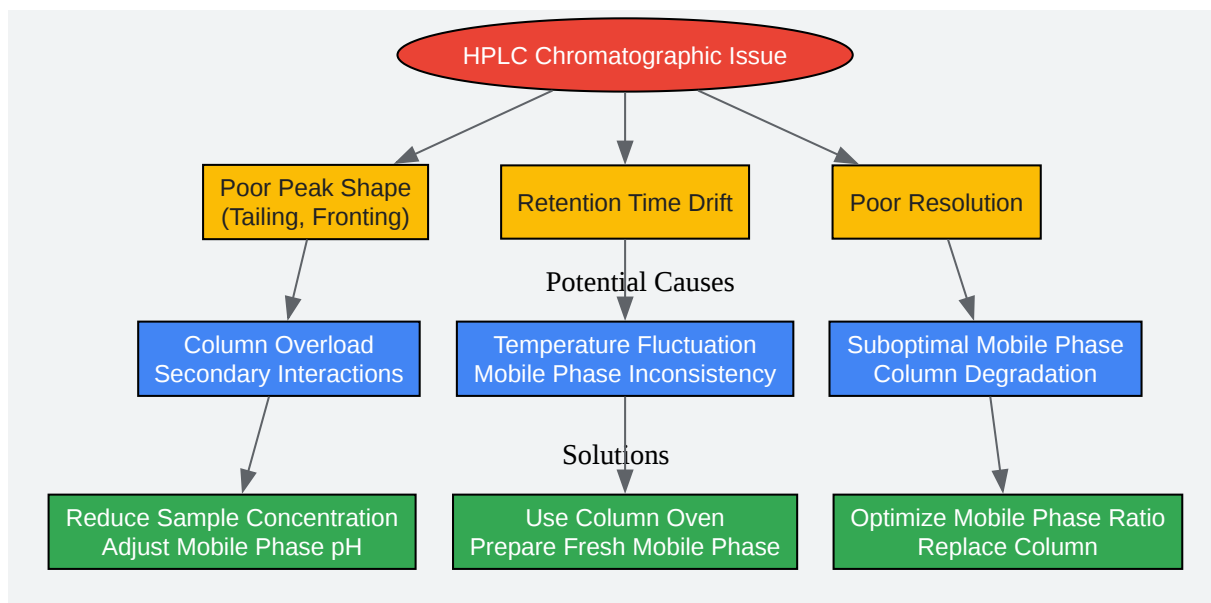 HPLC Chromatographic Issue
Poor Peak Shape
(Tailing, Fronting)
Retention Time Drift
Poor Resolution
Potential Causes
Column Overload
Secondary Interactions
Temperature Fluctuation
Mobile Phase Inconsistency
Suboptimal Mobile Phase
Column Degradation
Solutions
Reduce Sample Concentration
Adjust Mobile Phase pH
Use Column Oven
Prepare Fresh Mobile Phase
Optimize Mobile Phase Ratio
Replace Column